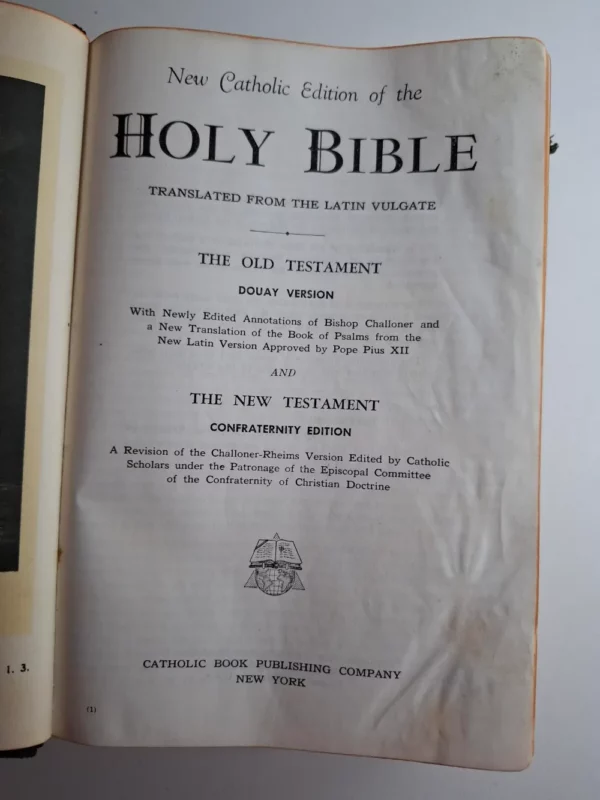 New Catholic Edition of the
HOLY BIBLE
TRANSLATED FROM THE LATIN VULGATE
THE OLD TESTAMENT
DOUAY VERSION
With Newly Edited Annotations of Bishop Challoner and
a New Translation of the Book of Psalms from the
New Latin Version Approved by Pope Pius XII
AND
THE NEW TESTAMENT
CONFRATERNITY EDITION
A Revision of the Challoner-Rheims Version Edited by Catholic
Scholars under the Patronage of the Episcopal Committee
of the Confraternity of Christian Doctrine
CATHOLIC BOOK PUBLISHING COMPANY
NEW YORK
(1)
1. 3.